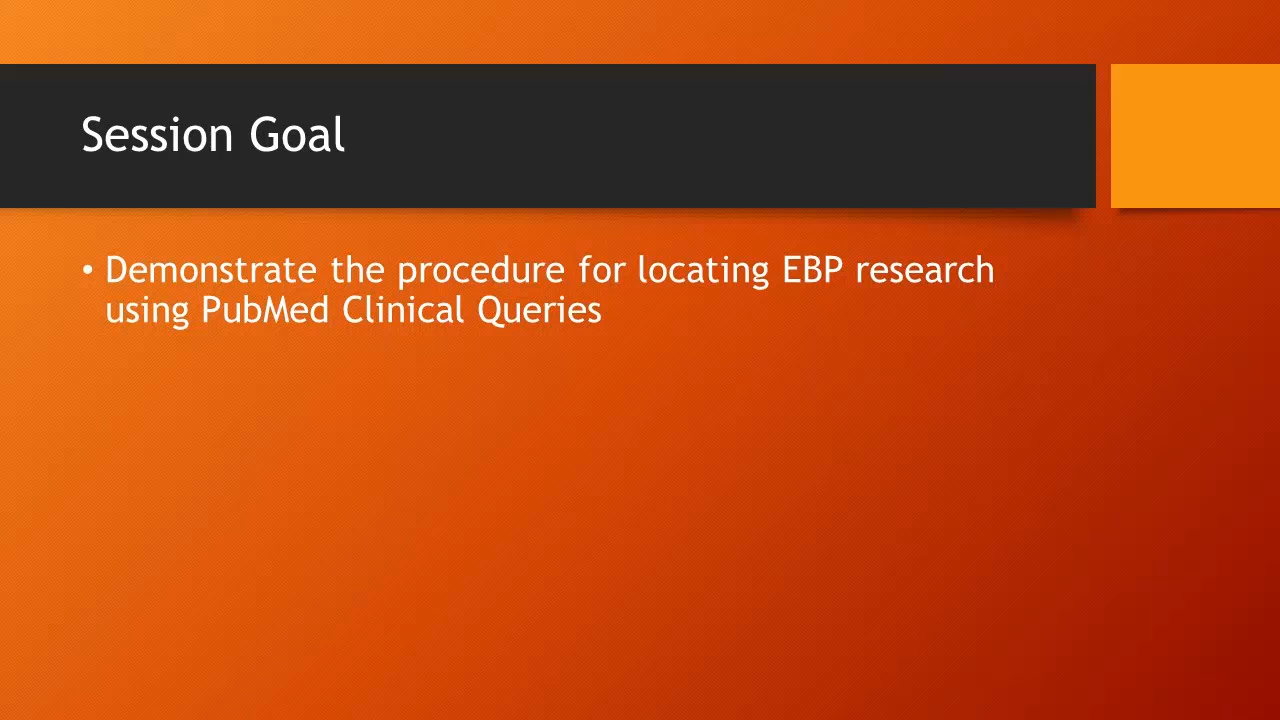 Session Goal
• Demonstrate the procedure for locating EBP research
using PubMed Clinical Queries